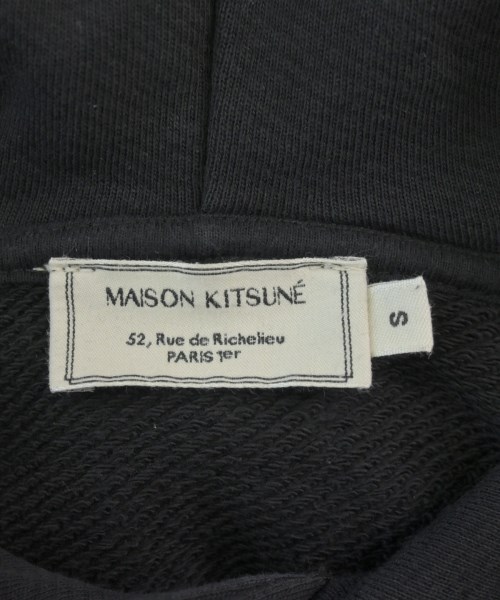 MAISON KITSUNÉ
52, Rue de Richelieu
PARIS 1er
S